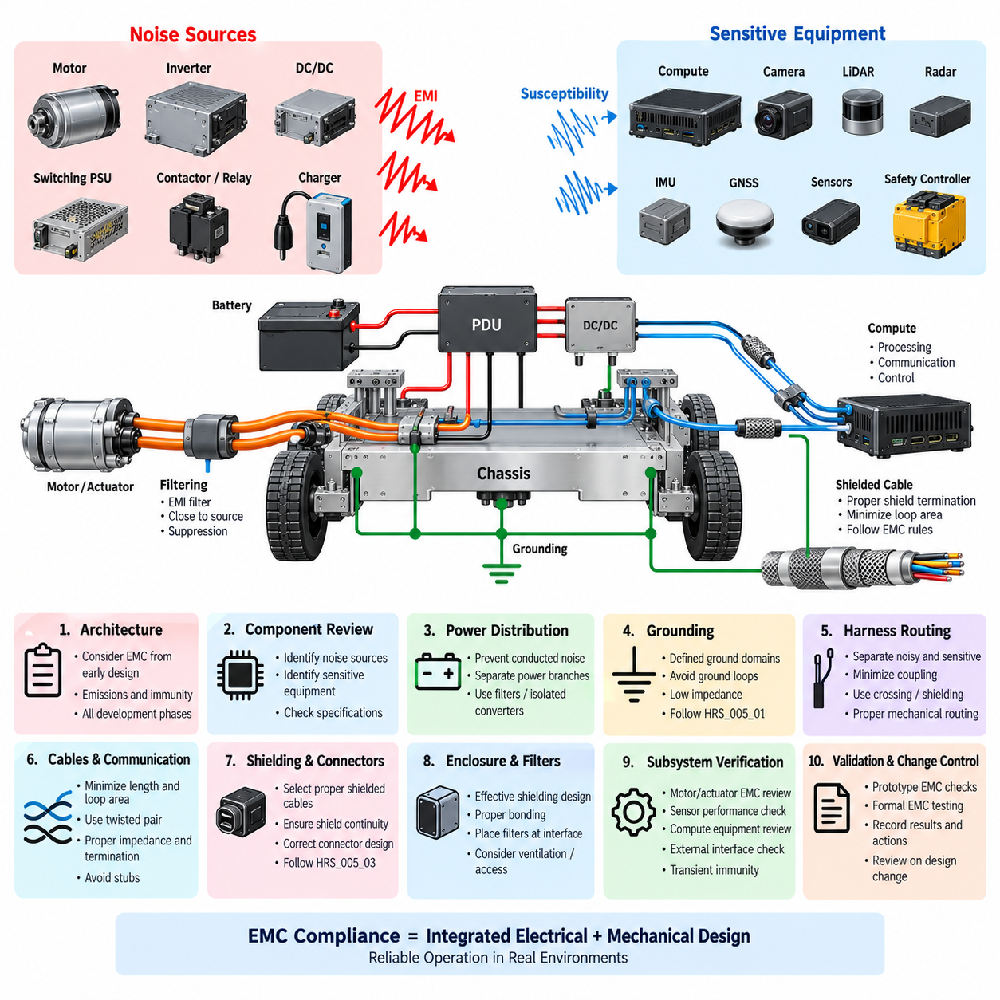 Noise Sources
Motor
Inverter
DC/DC
Switching PSU
Contactor / Relay
Charger
EMI
Susceptibility
Sensitive Equipment
Compute
Camera
LiDAR
Radar
IMU
GNSS
Sensors
Safety Controller
Battery
PDU
DC/DC
Compute
• Processing
• Communication
• Control
Motor / Actuator
Filtering
• EMI filter
• Close to source
• Suppression
Chassis
Grounding
Shielded Cable
• Proper shield termination
• Minimize loop area
• Follow EMC rules
1. Architecture
• Consider EMC from
early design
• Emissions and immunity
• All development phases
2. Component Review
• Identify noise sources
• Identify sensitive
equipment
• Check specifications
3. Power Distribution
• Prevent conducted noise
• Separate power branches
• Use filters / isolated
converters
4. Grounding
• Defined ground domains
• Avoid ground loops
• Low impedance
• Follow HRS_005_01
5. Harness Routing
• Separate noisy and sensitive
• Minimize coupling
• Use crossing / shielding
• Proper mechanical routing
6. Cables & Communication
• Minimize length and
loop area
• Use twisted pair
• Proper impedance and
termination
• Avoid stubs
7. Shielding & Connectors
• Select proper shielded
cables
• Ensure shield continuity
• Correct connector design
• Follow HRS_005_03
8. Enclosure & Filters
• Effective shielding design
• Proper bonding
• Place filters at interface
• Consider ventilation /
access
9. Subsystem Verification
• Motor/actuator EMC review
• Sensor performance check
• Compute equipment review
• External interface check
• Transient immunity
10. Validation & Change Control
• Prototype EMC checks
• Formal EMC testing
• Record results and
actions
• Review on design
change
EMC Compliance = Integrated Electrical + Mechanical Design
Reliable Operation in Real Environments